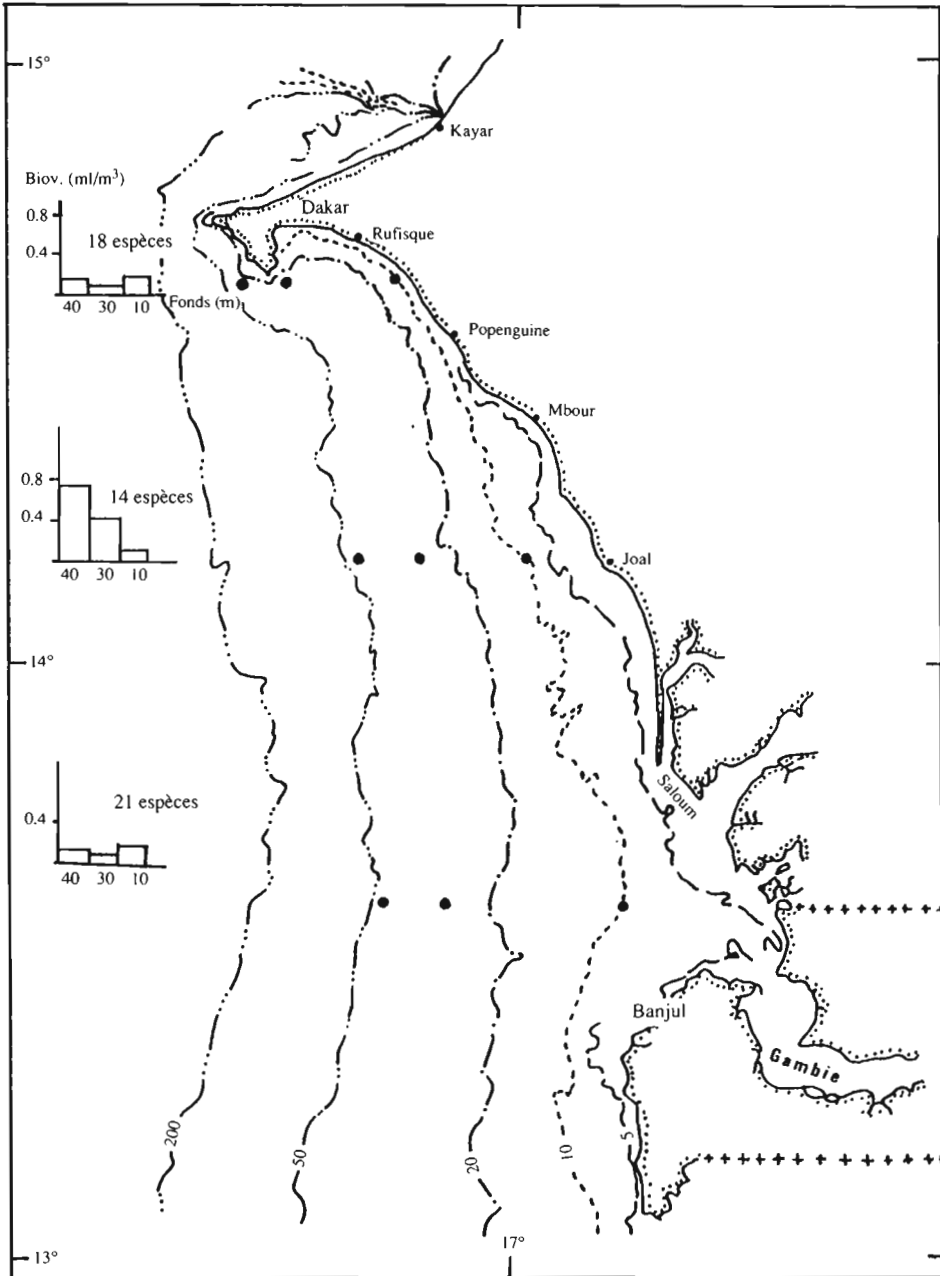 15°
Kayar
Biov. (ml/m³)
0.8
18 espèces
0.4
40 30 10
Fonds (m)
Dakar
Rufisque
Popenguine
Mbour
0.8
14 espèces
0.4
40 30 10
Joal
14°
Saloum
21 espèces
0.4
40 30 10
Banjul
Gambie
200
50
20
10
5
17°
13°